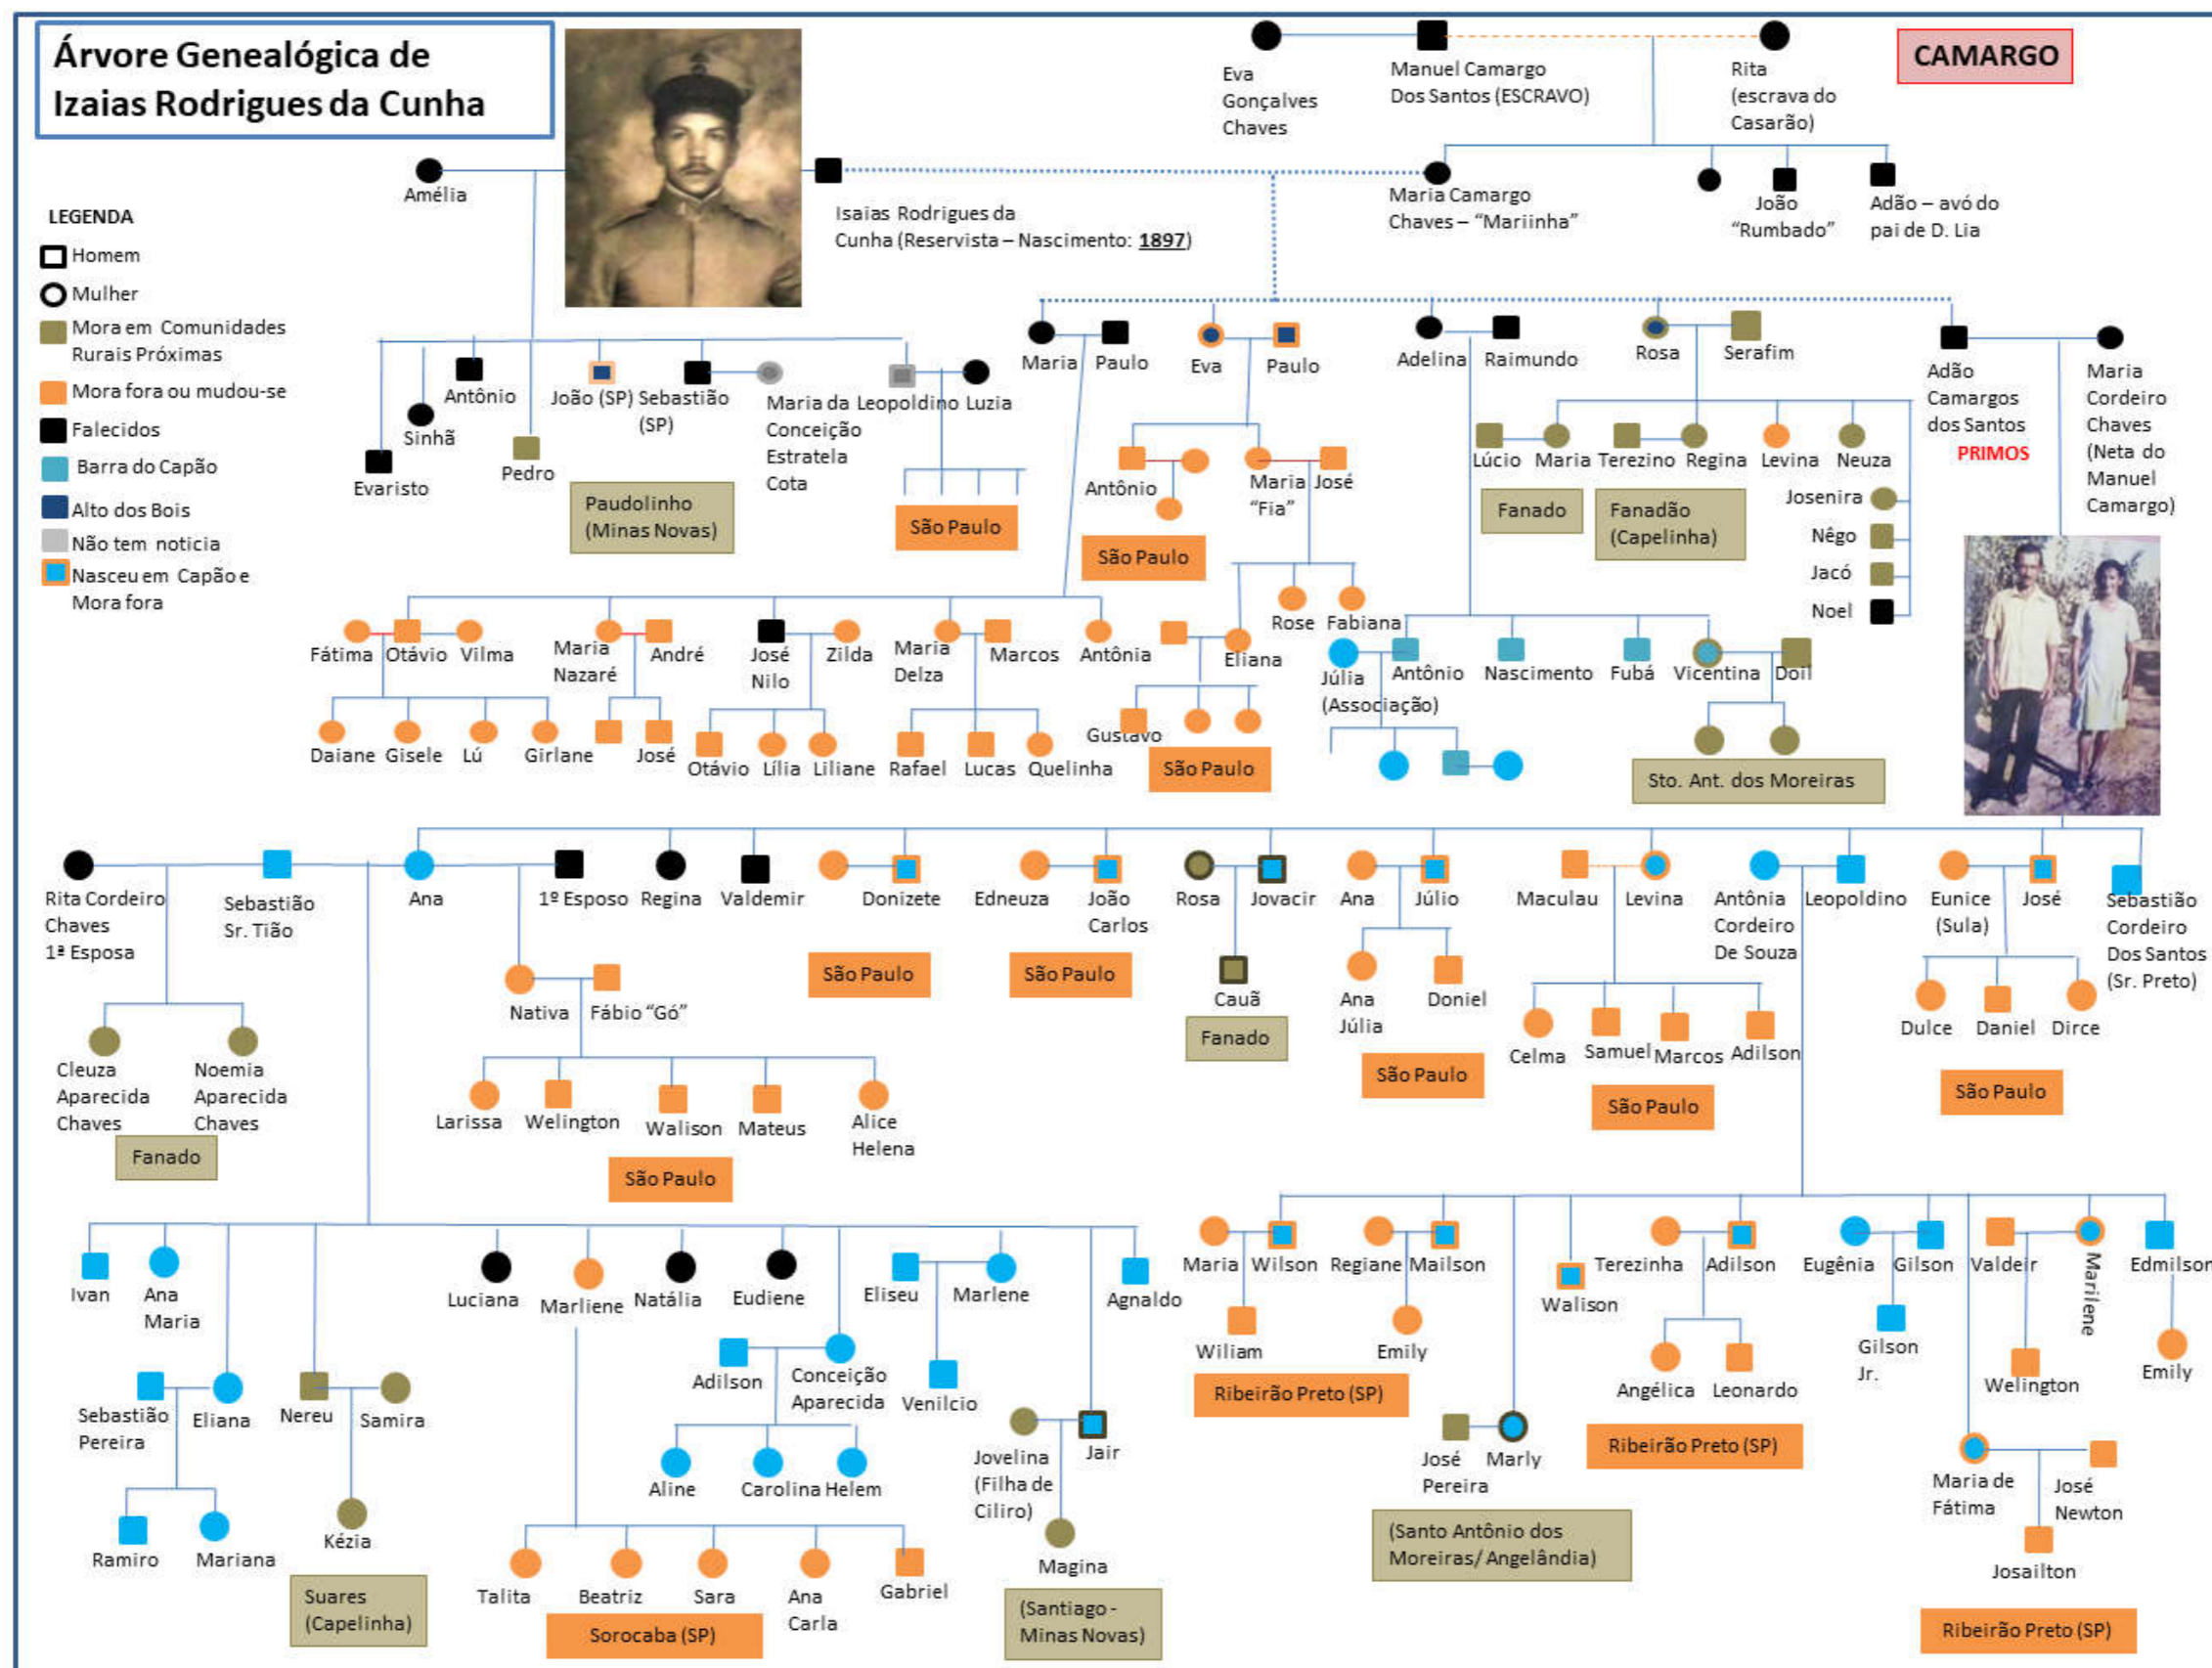 Árvore Genealógica de
Izaias Rodrigues da Cunha
CAMARGO
Eva
Gonçalves
Chaves
Manuel Camargo
Dos Santos (ESCRAVO)
Rita
(escrava do
Casarão)
Amélia
Isaias Rodrigues da
Cunha (Reservista – Nascimento: 1897)
Maria Camargo
Chaves – “Mariinha”
João
“Rumbado”
Adão – avó do
pai de D. Lia
LEGENDA
Homem
Mulher
Mora em Comunidades
Rurais Próximas
Mora fora ou mudou-se
Falecidos
Barra do Capão
Alto dos Bois
Não tem noticia
Nasceu em Capão e
Mora fora
Evaristo
Sinhã
Antônio
Pedro
João (SP)
Sebastião
(SP)
Maria da
Conceição
Estratela
Cota
Leopoldino
Luzia
Paudolinho
(Minas Novas)
São Paulo
Maria
Paulo
Eva
Paulo
Adelina
Raimundo
Rosa
Serafim
Adão
Camargos
dos Santos
PRIMOS
Maria
Cordeiro
Chaves
(Neta do
Manuel
Camargo)
Antônio
Maria
“Fia”
José
São Paulo
Lúcio
Maria
Terezino
Regina
Levina
Neuza
Fanado
Fanadão
(Capelinha)
Josenira
Nêgo
Jacó
Noel
Rose
Fabiana
Eliana
Gustavo
São Paulo
Fátima
Otávio
Vilma
Maria
Nazaré
André
José
Nilo
Zilda
Maria
Delza
Marcos
Antônia
Daiane
Gisele
Lú
Girlane
José
Otávio
Lília
Liliane
Rafael
Lucas
Quelinha
Júlia
(Associação)
Antônio
Nascimento
Fubá
Vicentina
Doil
Sto. Ant. dos Moreiras
Rita Cordeiro
Chaves
1ª Esposa
Sebastião
Sr. Tião
Ana
1º Esposo
Regina
Valdemir
Donizete
Edneuza
João
Carlos
Rosa
Jovacir
Ana
Júlio
Maculau
Levina
Antônia
Cordeiro
De Souza
Leopoldino
Eunice
(Sula)
José
Sebastião
Cordeiro
Dos Santos
(Sr. Preto)
São Paulo
São Paulo
Cauã
Fanado
Ana
Júlia
Doniel
São Paulo
Celma
Samuel
Marcos
Adilson
São Paulo
Dulce
Daniel
Dirce
São Paulo
Nativa
Fábio “Gó”
Cleuza
Aparecida
Chaves
Noemia
Aparecida
Chaves
Fanado
Larissa
Welington
Walison
Mateus
Alice
Helena
São Paulo
Ivan
Ana
Maria
Luciana
Marliene
Natália
Eudiene
Eliseu
Marlene
Agnaldo
Sebastião
Pereira
Eliana
Nereu
Samira
Adilson
Conceição
Aparecida
Venilcio
Jovelina
(Filha de
Ciliro)
Jair
Ramiro
Mariana
Kézia
Suares
(Capelinha)
Aline
Carolina
Helem
Talita
Beatriz
Sara
Ana
Carla
Gabriel
Sorocaba (SP)
Magina
(Santiago -
Minas Novas)
Maria
Wilson
Regiane
Mailson
Walison
Terezinha
Adilson
Eugênia
Gilson
Valdeir
Marilene
Edmilson
Wiliam
Emily
Ribeirão Preto (SP)
Angélica
Leonardo
Ribeirão Preto (SP)
Gilson
Jr.
Welington
Emily
José
Pereira
Marly
(Santo Antônio dos
Moreiras/ Angelândia)
Maria de
Fátima
José
Newton
Josailton
Ribeirão Preto (SP)